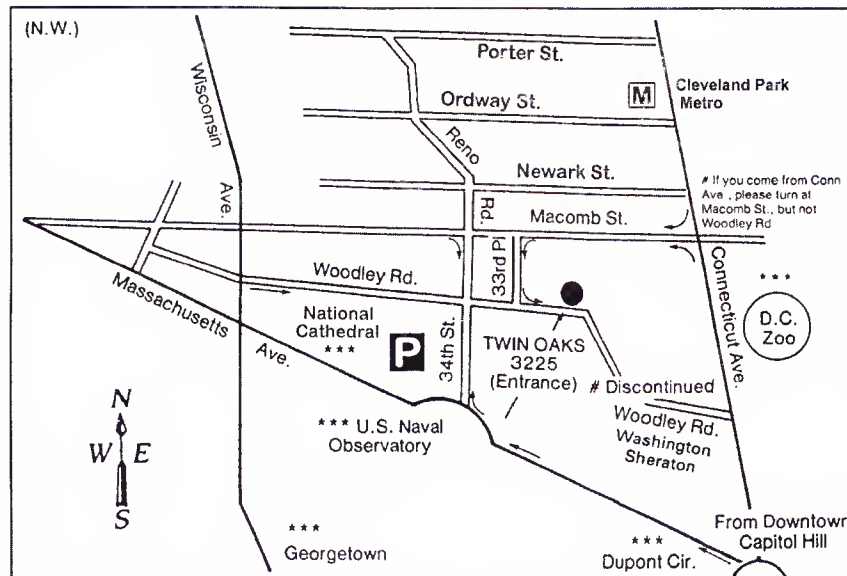 (N.W.)
Porter St.
Wisconsin
Ave.
M
Cleveland Park
Metro
Ordway St.
Reno
Rd.
Newark St.
# If you come from Conn
Ave , please turn at
Macomb St., but not
Woodley Rd
Macomb St.
33rd Pl
Woodley Rd.
Connecticut Ave.
***
D.C.
Zoo
Massachusetts
Ave.
National
Cathedral
***
P
34th St.
TWIN OAKS
3225
(Entrance)
# Discontinued
Woodley Rd.
Washington
Sheraton
*** U.S. Naval
Observatory
N
W E
S
***
Georgetown
***
Dupont Cir.
From Downtown
Capitol Hill